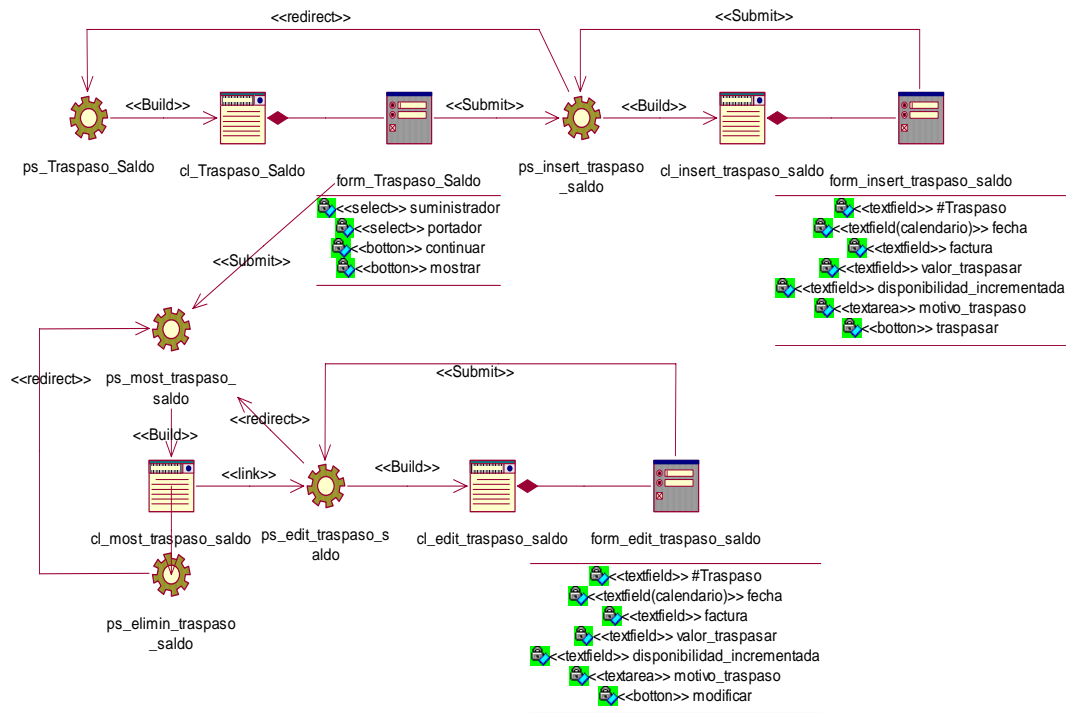 <<redirect>>
<<Submit>>
<<Build>>
<<Submit>>
<<Build>>
ps_Traspaso_Saldo
cl_Traspaso_Saldo
form_Traspaso_Saldo
ps_insert_traspaso
_saldo
cl_insert_traspaso_saldo
form_insert_traspaso_saldo
<<select>> suministrador
<<select>> portador
<<botton>> continuar
<<botton>> mostrar
<<textfield>> #Traspaso
<<textfield(calendario)>> fecha
<<textfield>> factura
<<textfield>> valor_traspasar
<<textfield>> disponibilidad_incrementada
<<textarea>> motivo_traspaso
<<botton>> traspasar
<<Submit>>
ps_most_traspaso_
saldo
<<redirect>>
<<Submit>>
<<redirect>>
<<Build>>
<<link>>
<<Build>>
cl_most_traspaso_saldo
ps_edit_traspaso_s
aldo
cl_edit_traspaso_saldo
form_edit_traspaso_saldo
ps_elimin_traspaso
_saldo
<<textfield>> #Traspaso
<<textfield(calendario)>> fecha
<<textfield>> factura
<<textfield>> valor_traspasar
<<textfield>> disponibilidad_incrementada
<<textarea>> motivo_traspaso
<<botton>> modificar